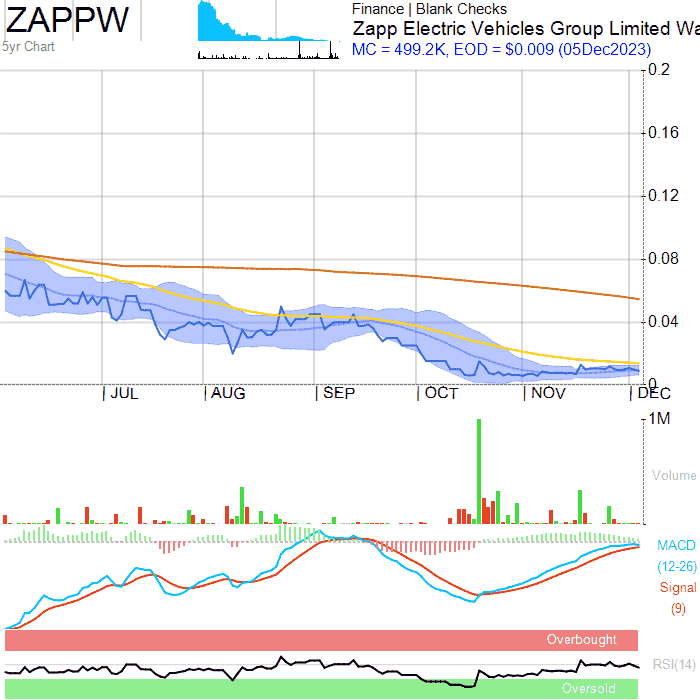 ZAPPW
5yr Chart
Finance | Blank Checks
Zapp Electric Vehicles Group Limited Wa
MC = 499.2K, EOD = $0.009 (05Dec2023)
0.2
0.16
0.12
0.08
0.04
0
JUL AUG SEP OCT NOV DEC
1M
Volume
MACD
(12-26)
Signal
(9)
Overbought
RSI(14)
Oversold